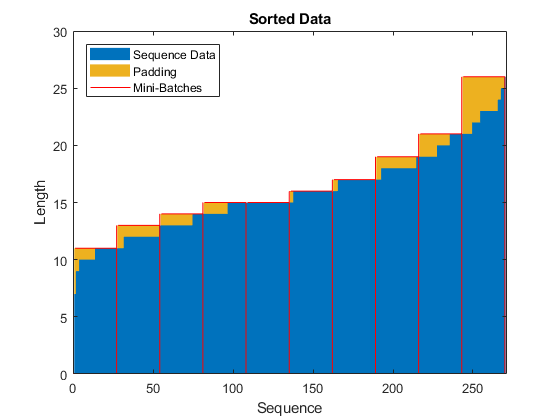 Sorted Data
30
25
20
15
10
5
0
Length
Sequence Data
Padding
Mini-Batches
0
50
100
150
200
250
Sequence